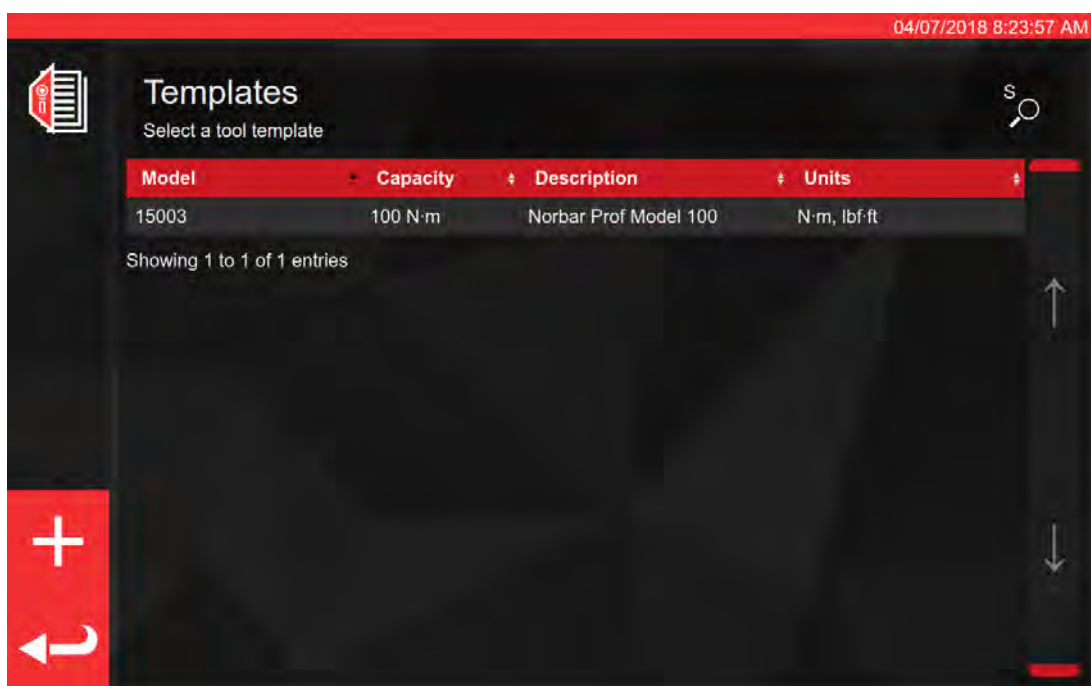 04/07/2018 8:23:57 AM
Templates
S
Select a tool template
Model Capacity Description Units
15003 100 N·m Norbar Prof Model 100 N·m, lbf·ft
Showing 1 to 1 of 1 entries